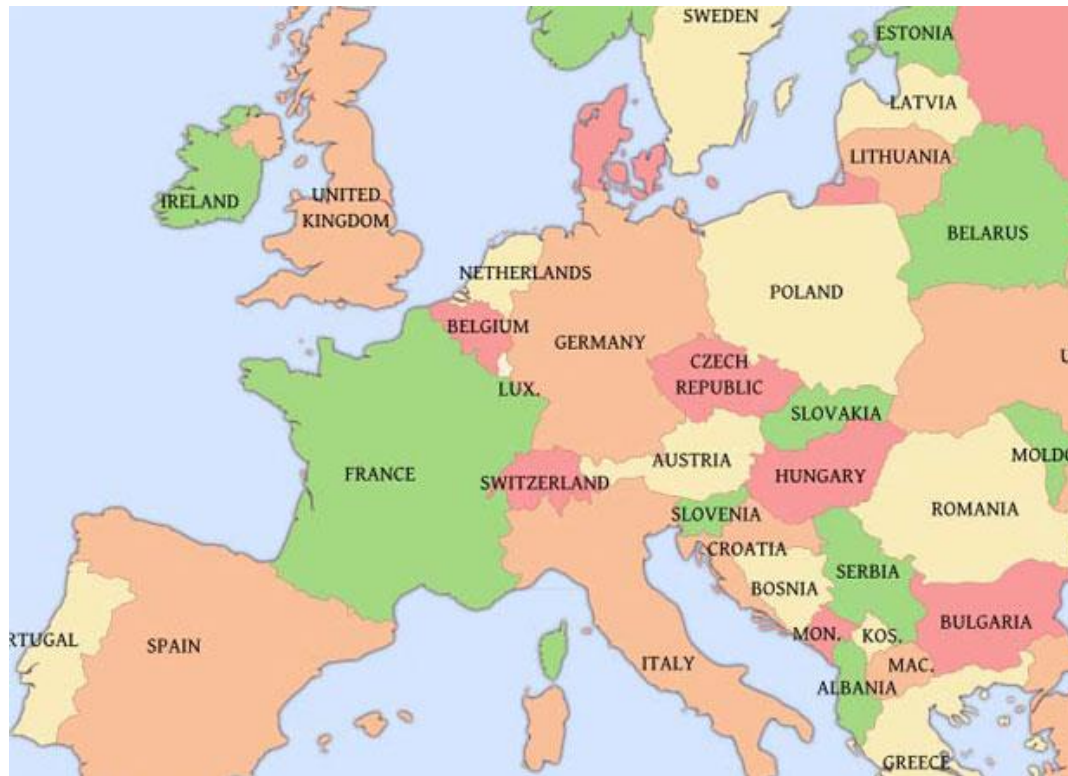 SWEDEN
ESTONIA
LATVIA
LITHUANIA
IRELAND
UNITED
KINGDOM
BELARUS
NETHERLANDS
POLAND
BELGIUM
GERMANY
U
CZECH
REPUBLIC
LUX.
SLOVAKIA
FRANCE
SWITZERLAND
AUSTRIA
HUNGARY
MOLDO
ROMANIA
SLOVENIA
CROATIA
SERBIA
BOSNIA
BULGARIA
RTUGAL
SPAIN
MON.
KOS.
ITALY
MAC.
ALBANIA
GREECE